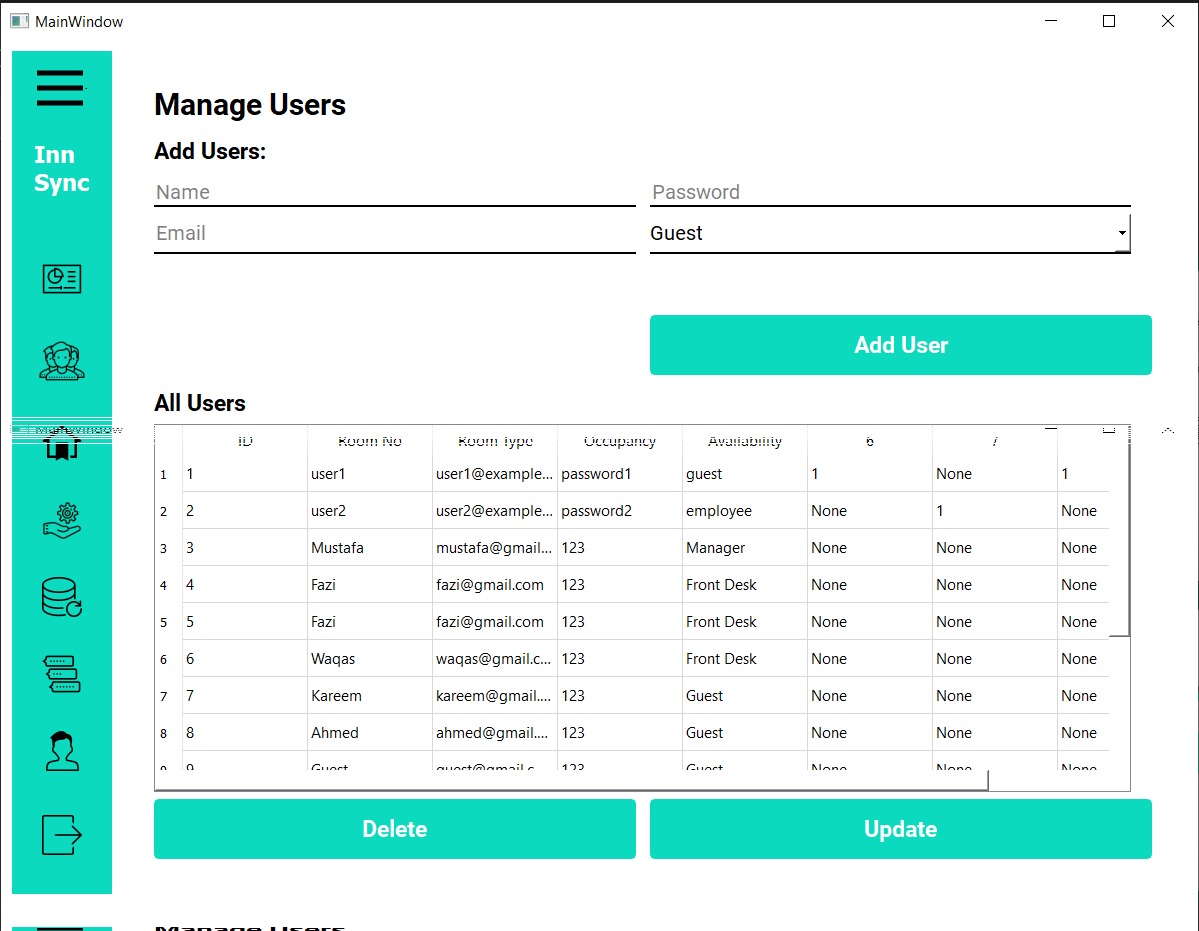 MainWindow
Inn
Sync
Manage Users
Add Users:
Name Password
Email Guest
Add User
All Users
MainWindow
ID Room No Room Type Occupancy Availability 6 7
1 1 user1 user1@example... password1 guest 1 None 1
2 2 user2 user2@example... password2 employee None 1 None
3 3 Mustafa mustafa@gmail... 123 Manager None None None
4 4 Fazi fazi@gmail.com 123 Front Desk None None None
5 5 Fazi fazi@gmail.com 123 Front Desk None None None
6 6 Waqas waqas@gmail.c... 123 Front Desk None None None
7 7 Kareem kareem@gmail.... 123 Guest None None None
8 8 Ahmed ahmed@gmail.... 123 Guest None None None
9 9 Guest guest@gmail.c... 123 Guest None None None
Delete Update
Manage Users